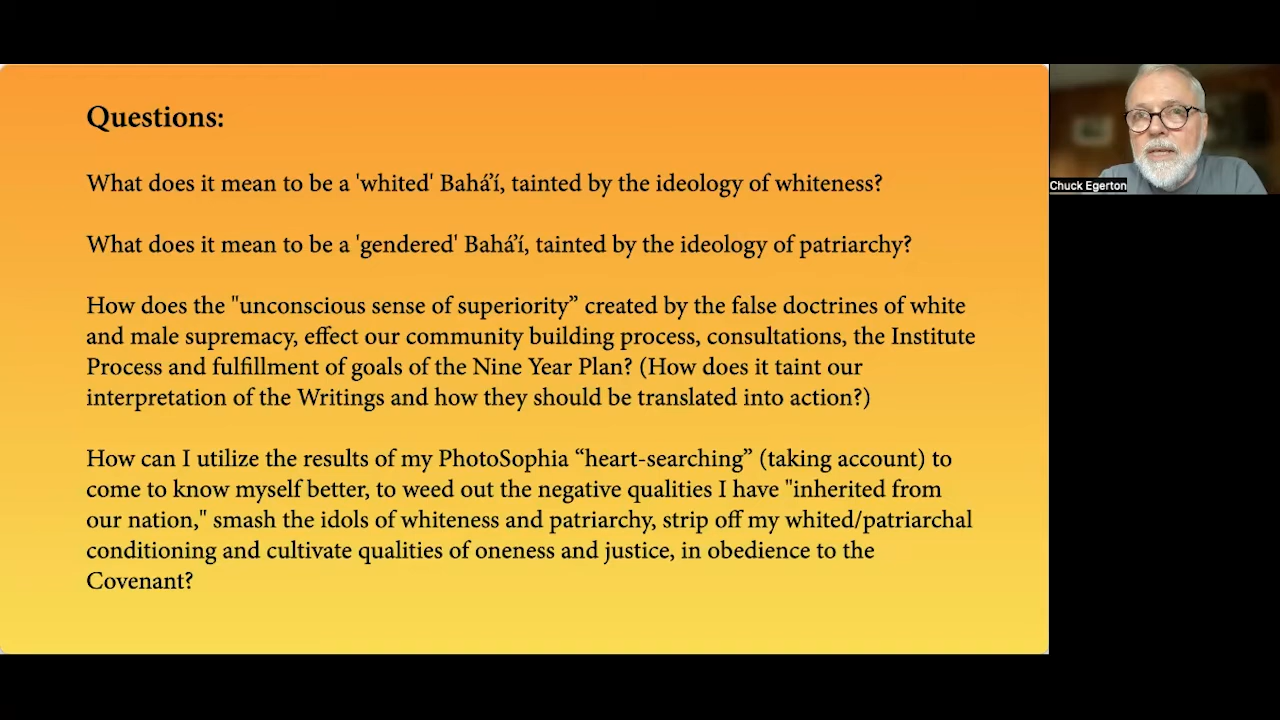 Questions:
What does it mean to be a 'whited' Bahá’í, tainted by the ideology of whiteness?
What does it mean to be a 'gendered' Bahá’í, tainted by the ideology of patriarchy?
How does the "unconscious sense of superiority” created by the false doctrines of white
and male supremacy, effect our community building process, consultations, the Institute
Process and fulfillment of goals of the Nine Year Plan? (How does it taint our
interpretation of the Writings and how they should be translated into action?)
How can I utilize the results of my PhotoSophia “heart-searching” (taking account) to
come to know myself better, to weed out the negative qualities I have "inherited from
our nation," smash the idols of whiteness and patriarchy, strip off my whited/patriarchal
conditioning and cultivate qualities of oneness and justice, in obedience to the
Covenant?
Chuck Egerton